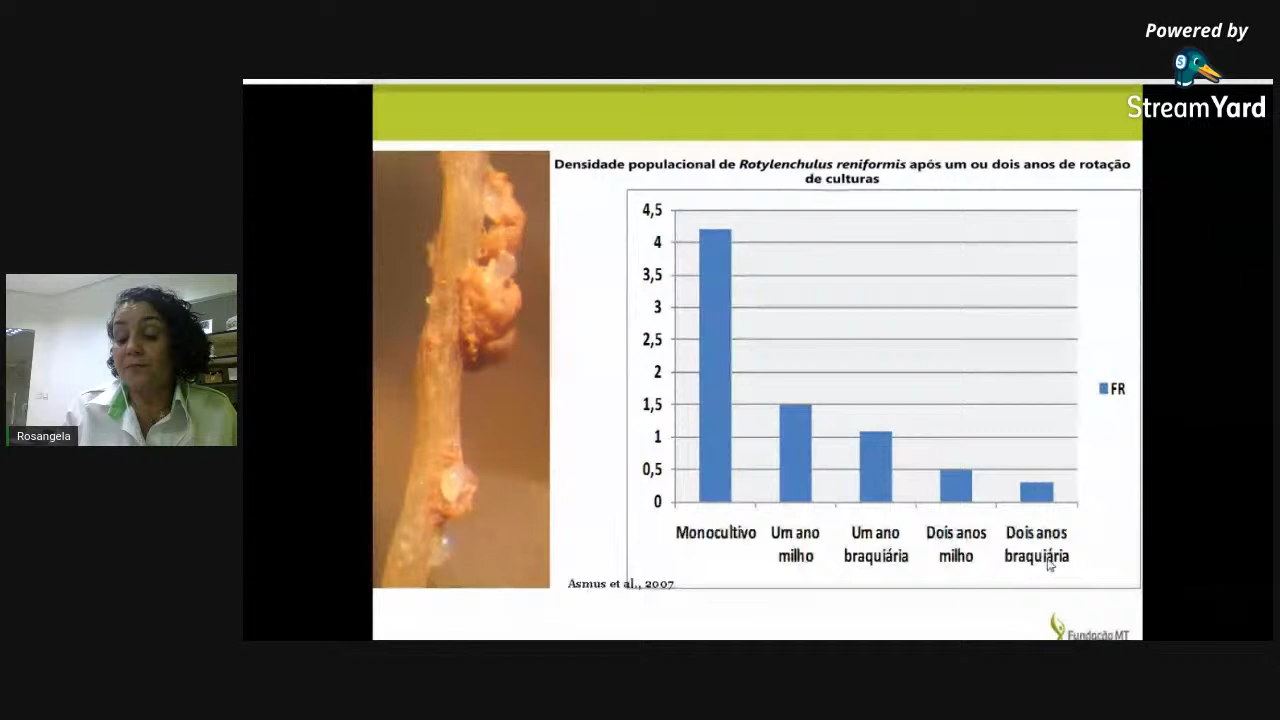 Powered by
StreamYard
Densidade populacional de Rotylenchulus reniformis após um ou dois anos de rotação
de culturas
4,5
4
3,5
3
2,5
2
1,5
1
0,5
0
FR
Monocultivo
Um ano
milho
Um ano
braquiária
Dois anos
milho
Dois anos
braquiária
Asmus et al., 2007
Fundação MT
Rosangela